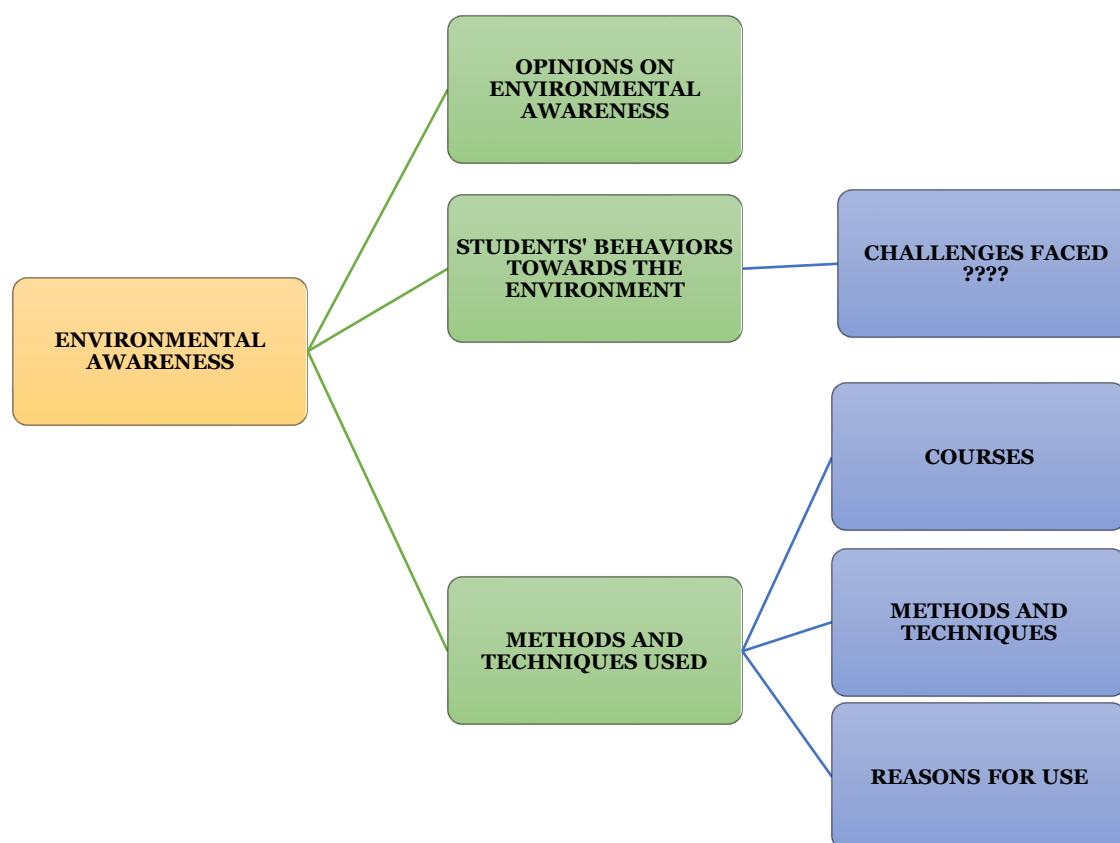 OPINIONS ON
ENVIRONMENTAL
AWARENESS
STUDENTS' BEHAVIORS
TOWARDS THE
ENVIRONMENT
CHALLENGES FACED
????
ENVIRONMENTAL
AWARENESS
COURSES
METHODS AND
TECHNIQUES USED
METHODS AND
TECHNIQUES
REASONS FOR USE